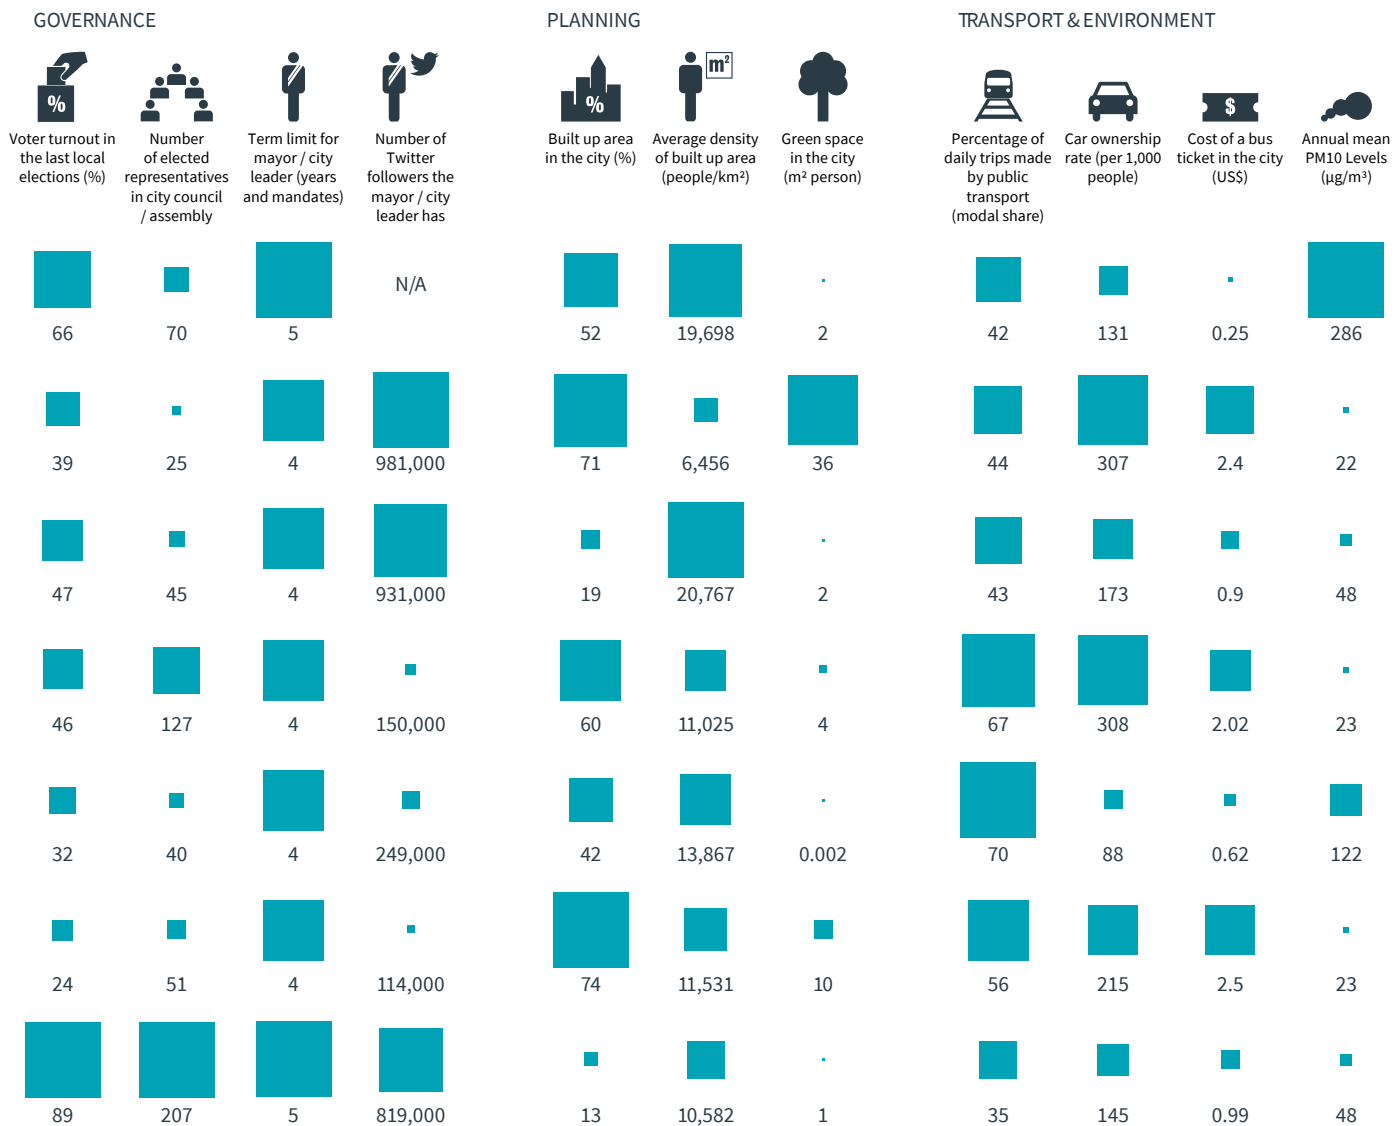 GOVERNANCE
PLANNING
TRANSPORT & ENVIRONMENT
%
m²
%
$
Voter turnout in
the last local
elections (%)
Number
of elected
representatives
in city council
/ assembly
Term limit for
mayor / city
leader (years
and mandates)
Number of
Twitter
followers the
mayor / city
leader has
Built up area
in the city (%)
Average density
of built up area
(people/km²)
Green space
in the city
(m² person)
Percentage of
daily trips made
by public
transport
(modal share)
Car ownership
rate (per 1,000
people)
Cost of a bus
ticket in the city
(US$)
Annual mean
PM10 Levels
(µg/m³)
N/A
66 70 5 52 19,698 2 42 131 0.25 286
39 25 4 981,000 71 6,456 36 44 307 2.4 22
47 45 4 931,000 19 20,767 2 43 173 0.9 48
46 127 4 150,000 60 11,025 4 67 308 2.02 23
32 40 4 249,000 42 13,867 0.002 70 88 0.62 122
24 51 4 114,000 74 11,531 10 56 215 2.5 23
89 207 5 819,000 13 10,582 1 35 145 0.99 48